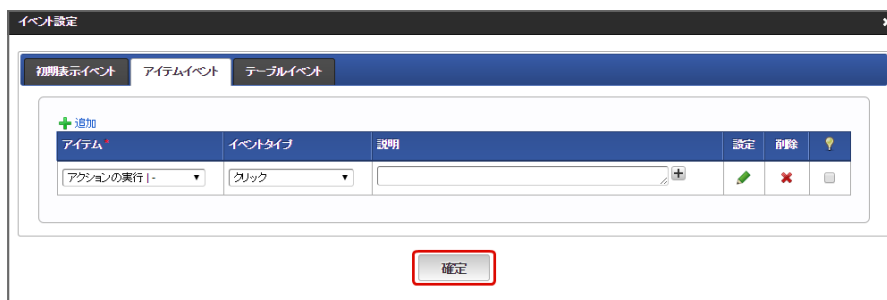 イベント設定
初期表示イベント アイテムイベント テーブルイベント
追加
アイテム* イベントタイプ 説明 設定 削除
アクションの実行 | - クリック
確定